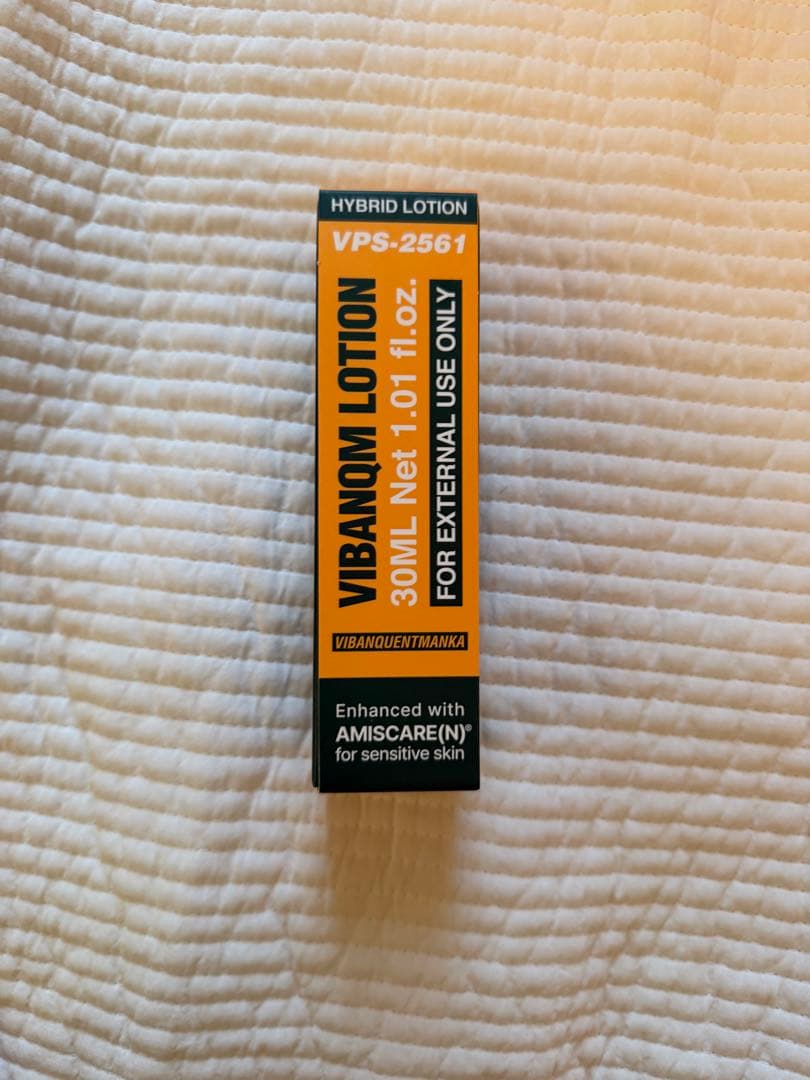 HYBRID LOTION
VPS-2561
VIBANQM LOTION
30ML Net 1.01 fl.oz.
FOR EXTERNAL USE ONLY
VIBANQUENTMANKA
Enhanced with
AMISCARE(N)®
for sensitive skin